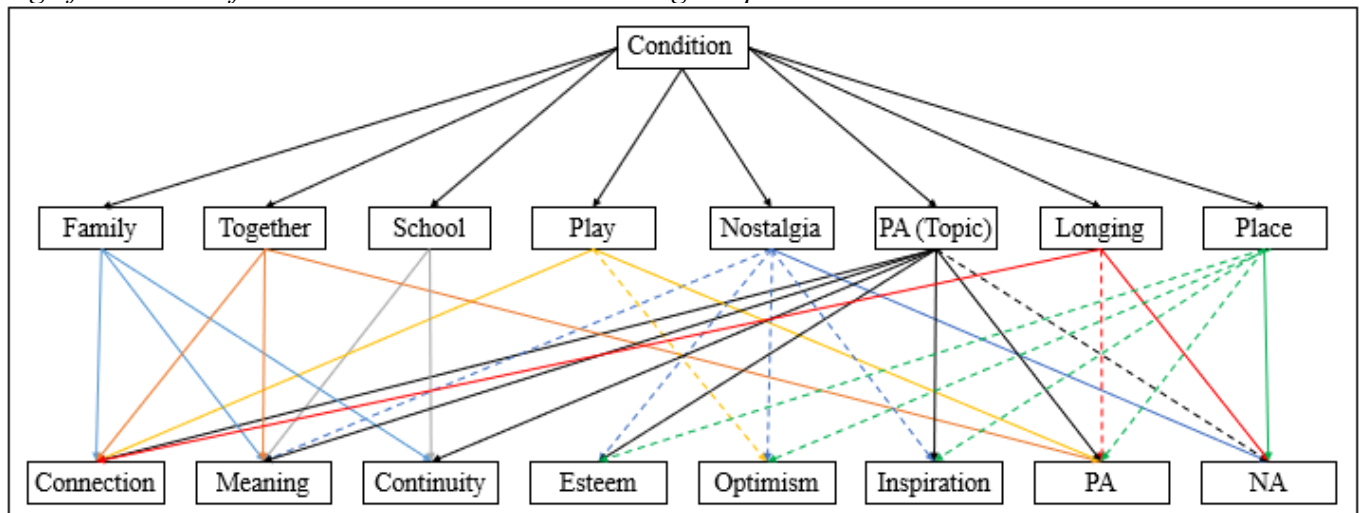 Condition
Family
Together
School
Play
Nostalgia
PA (Topic)
Longing
Place
Connection
Meaning
Continuity
Esteem
Optimism
Inspiration
PA
NA